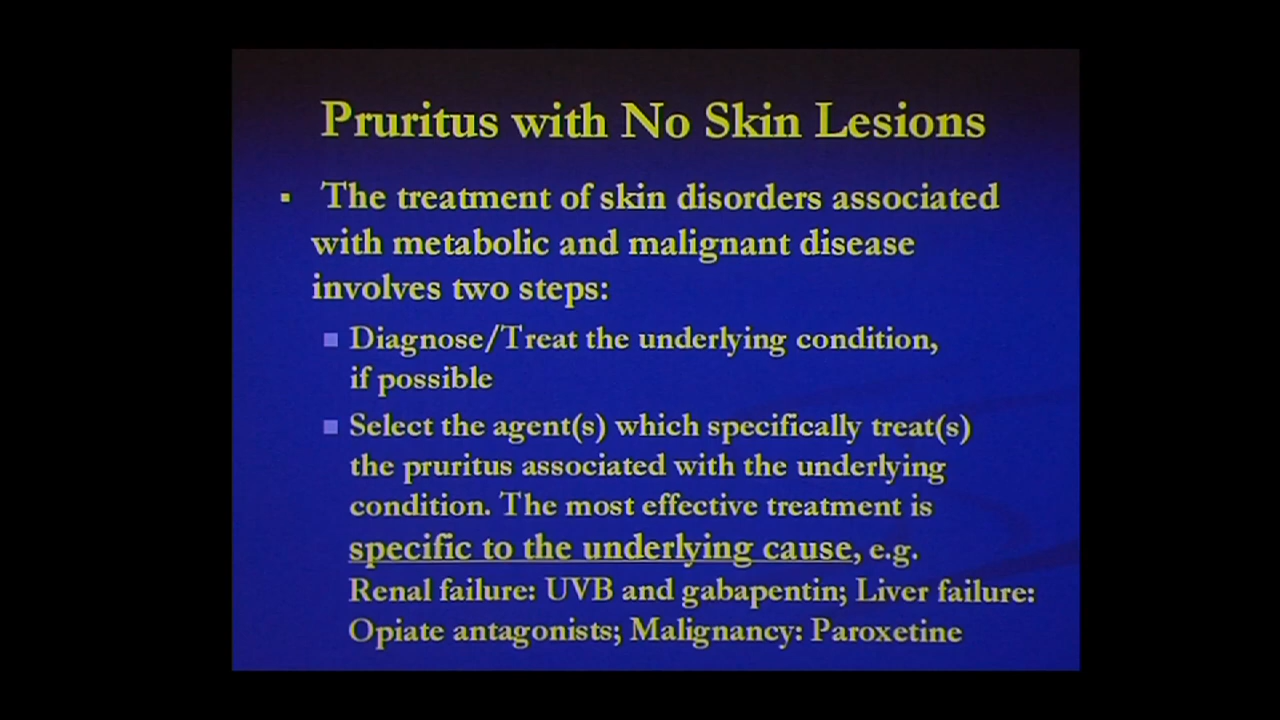 Pruritus with No Skin Lesions
The treatment of skin disorders associated
with metabolic and malignant disease
involves two steps:
Diagnose/Treat the underlying condition,
if possible
Select the agent(s) which specifically treat(s)
the pruritus associated with the underlying
condition. The most effective treatment is
specific to the underlying cause, e.g.
Renal failure: UVB and gabapentin; Liver failure:
Opiate antagonists; Malignancy: Paroxetine